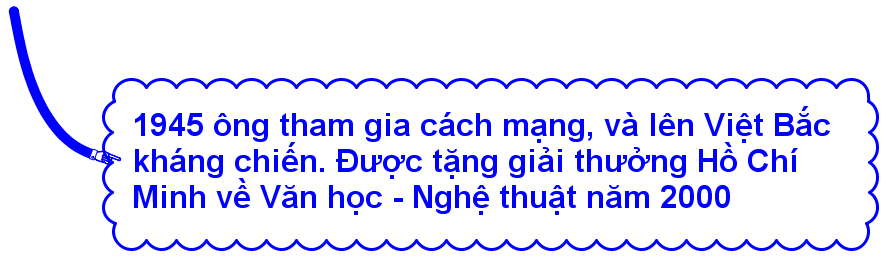 1945 ông tham gia cách mạng, và lên Việt Bắc
kháng chiến. Được tặng giải thưởng Hồ Chí
Minh về Văn học - Nghệ thuật năm 2000